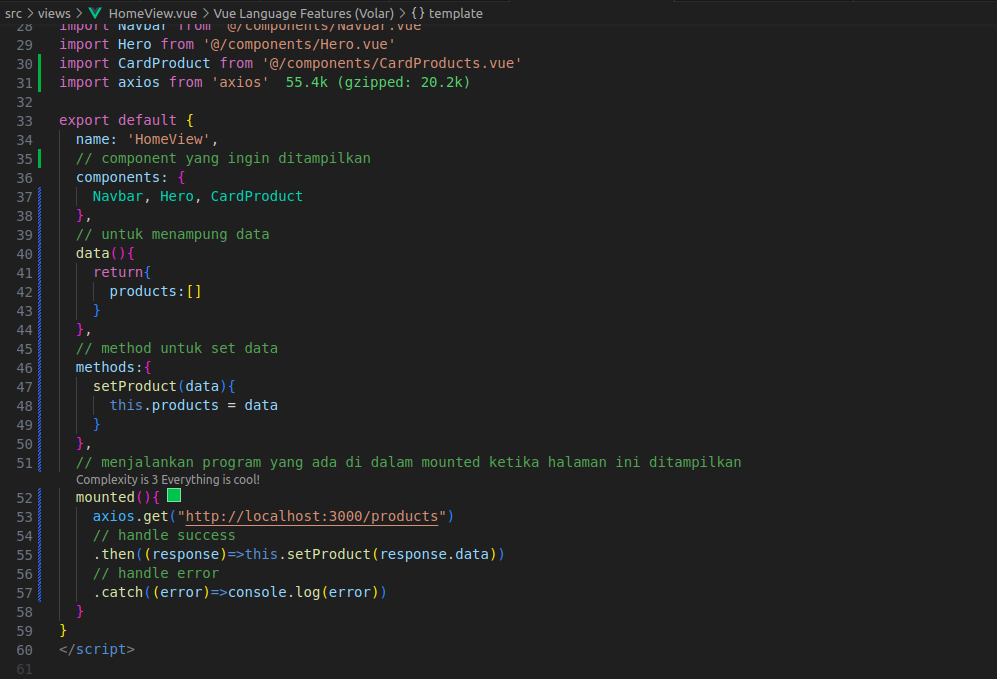 src > views > HomeView.vue > Vue Language Features (Volar) > {} template
28 import Navbar from '@/components/Navbar.vue'
29 import Hero from '@/components/Hero.vue'
30 import CardProduct from '@/components/CardProducts.vue'
31 import axios from 'axios'  55.4k (gzipped: 20.2k)
32
33 export default {
34   name: 'HomeView',
35   // component yang ingin ditampilkan
36   components: {
37     Navbar, Hero, CardProduct
38   },
39   // untuk menampung data
40   data(){
41     return{
42       products:[]
43     }
44   },
45   // method untuk set data
46   methods:{
47     setProduct(data){
48       this.products = data
49     }
50   },
51   // menjalankan program yang ada di dalam mounted ketika halaman ini ditampilkan
Complexity is 3 Everything is cool!
52   mounted(){
53     axios.get("http://localhost:3000/products")
54     // handle success
55     .then((response)=>this.setProduct(response.data))
56     // handle error
57     .catch((error)=>console.log(error))
58   }
59 }
60 </script>
61